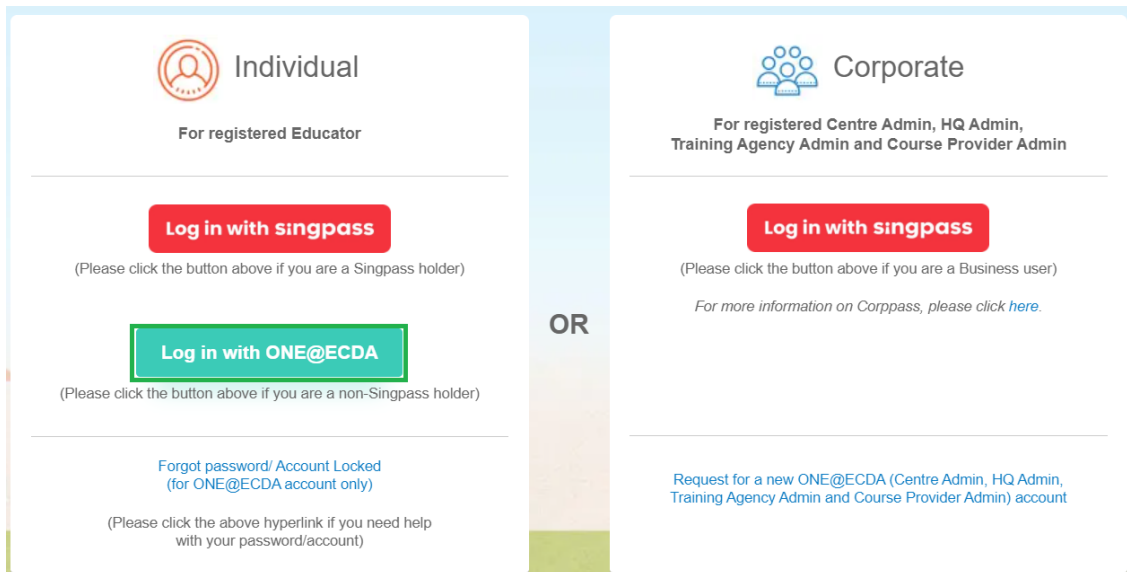 Individual
For registered Educator
Log in with singpass
(Please click the button above if you are a Singpass holder)
Log in with ONE@ECDA
(Please click the button above if you are a non-Singpass holder)
Forgot password/ Account Locked
(for ONE@ECDA account only)
(Please click the above hyperlink if you need help
with your password/account)
OR
Corporate
For registered Centre Admin, HQ Admin,
Training Agency Admin and Course Provider Admin
Log in with singpass
(Please click the button above if you are a Business user)
For more information on Corppass, please click here.
Request for a new ONE@ECDA (Centre Admin, HQ Admin,
Training Agency Admin and Course Provider Admin) account